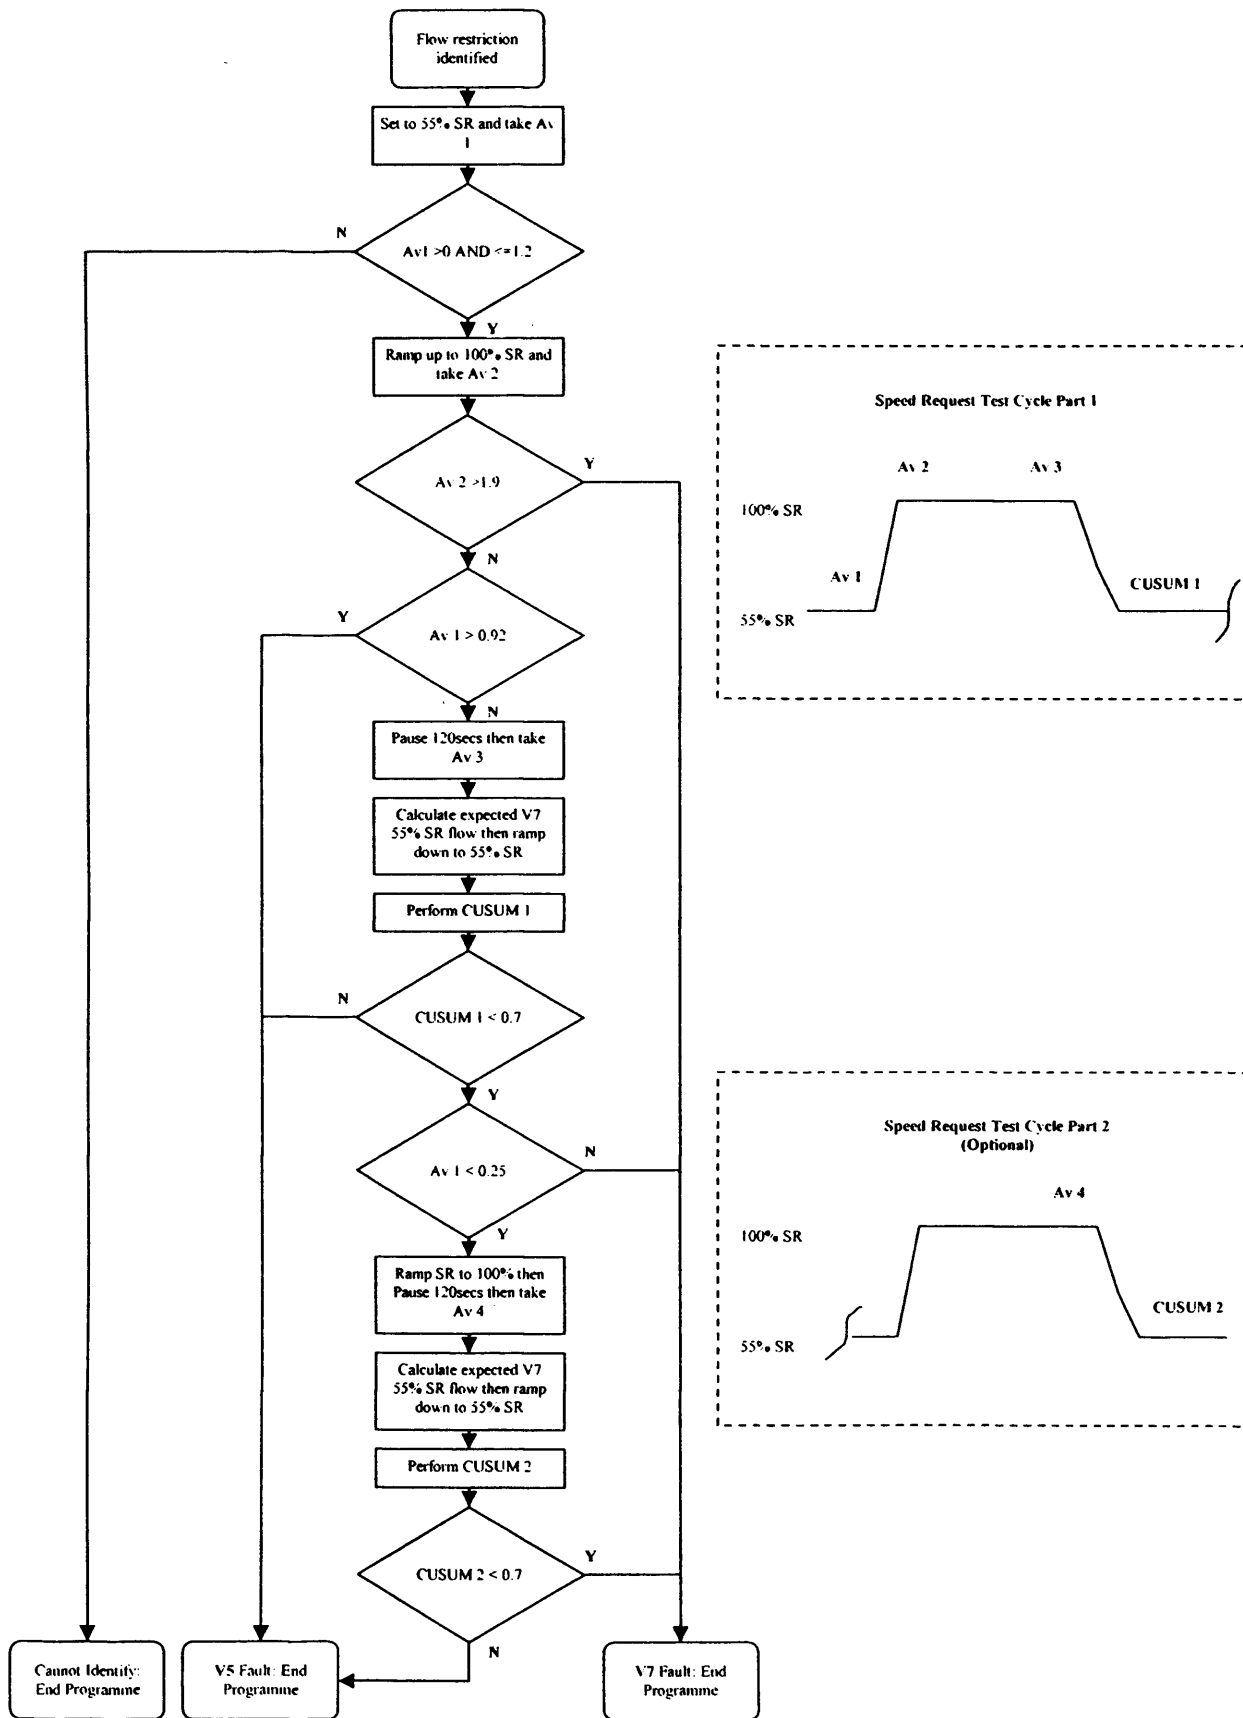 Flow restriction
identified
Set to 55% SR and take Av
1
N
Av1 >0 AND <=1.2
Y
Ramp up to 100% SR and
take Av 2
Av 2 >1.9
Y
N
Y
Av 1 > 0.92
N
Pause 120secs then take
Av 3
Calculate expected V7
55% SR flow then ramp
down to 55% SR
Perform CUSUM 1
N
CUSUM 1 < 0.7
Y
Av 1 < 0.25
N
Y
Ramp SR to 100% then
Pause 120secs then take
Av 4
Calculate expected V7
55% SR flow then ramp
down to 55% SR
Perform CUSUM 2
CUSUM 2 < 0.7
Y
N
Cannot Identify:
End Programme
V5 Fault: End
Programme
V7 Fault: End
Programme
Speed Request Test Cycle Part 1
Av 2
Av 3
100% SR
Av 1
CUSUM 1
55% SR
Speed Request Test Cycle Part 2
(Optional)
Av 4
100% SR
CUSUM 2
55% SR